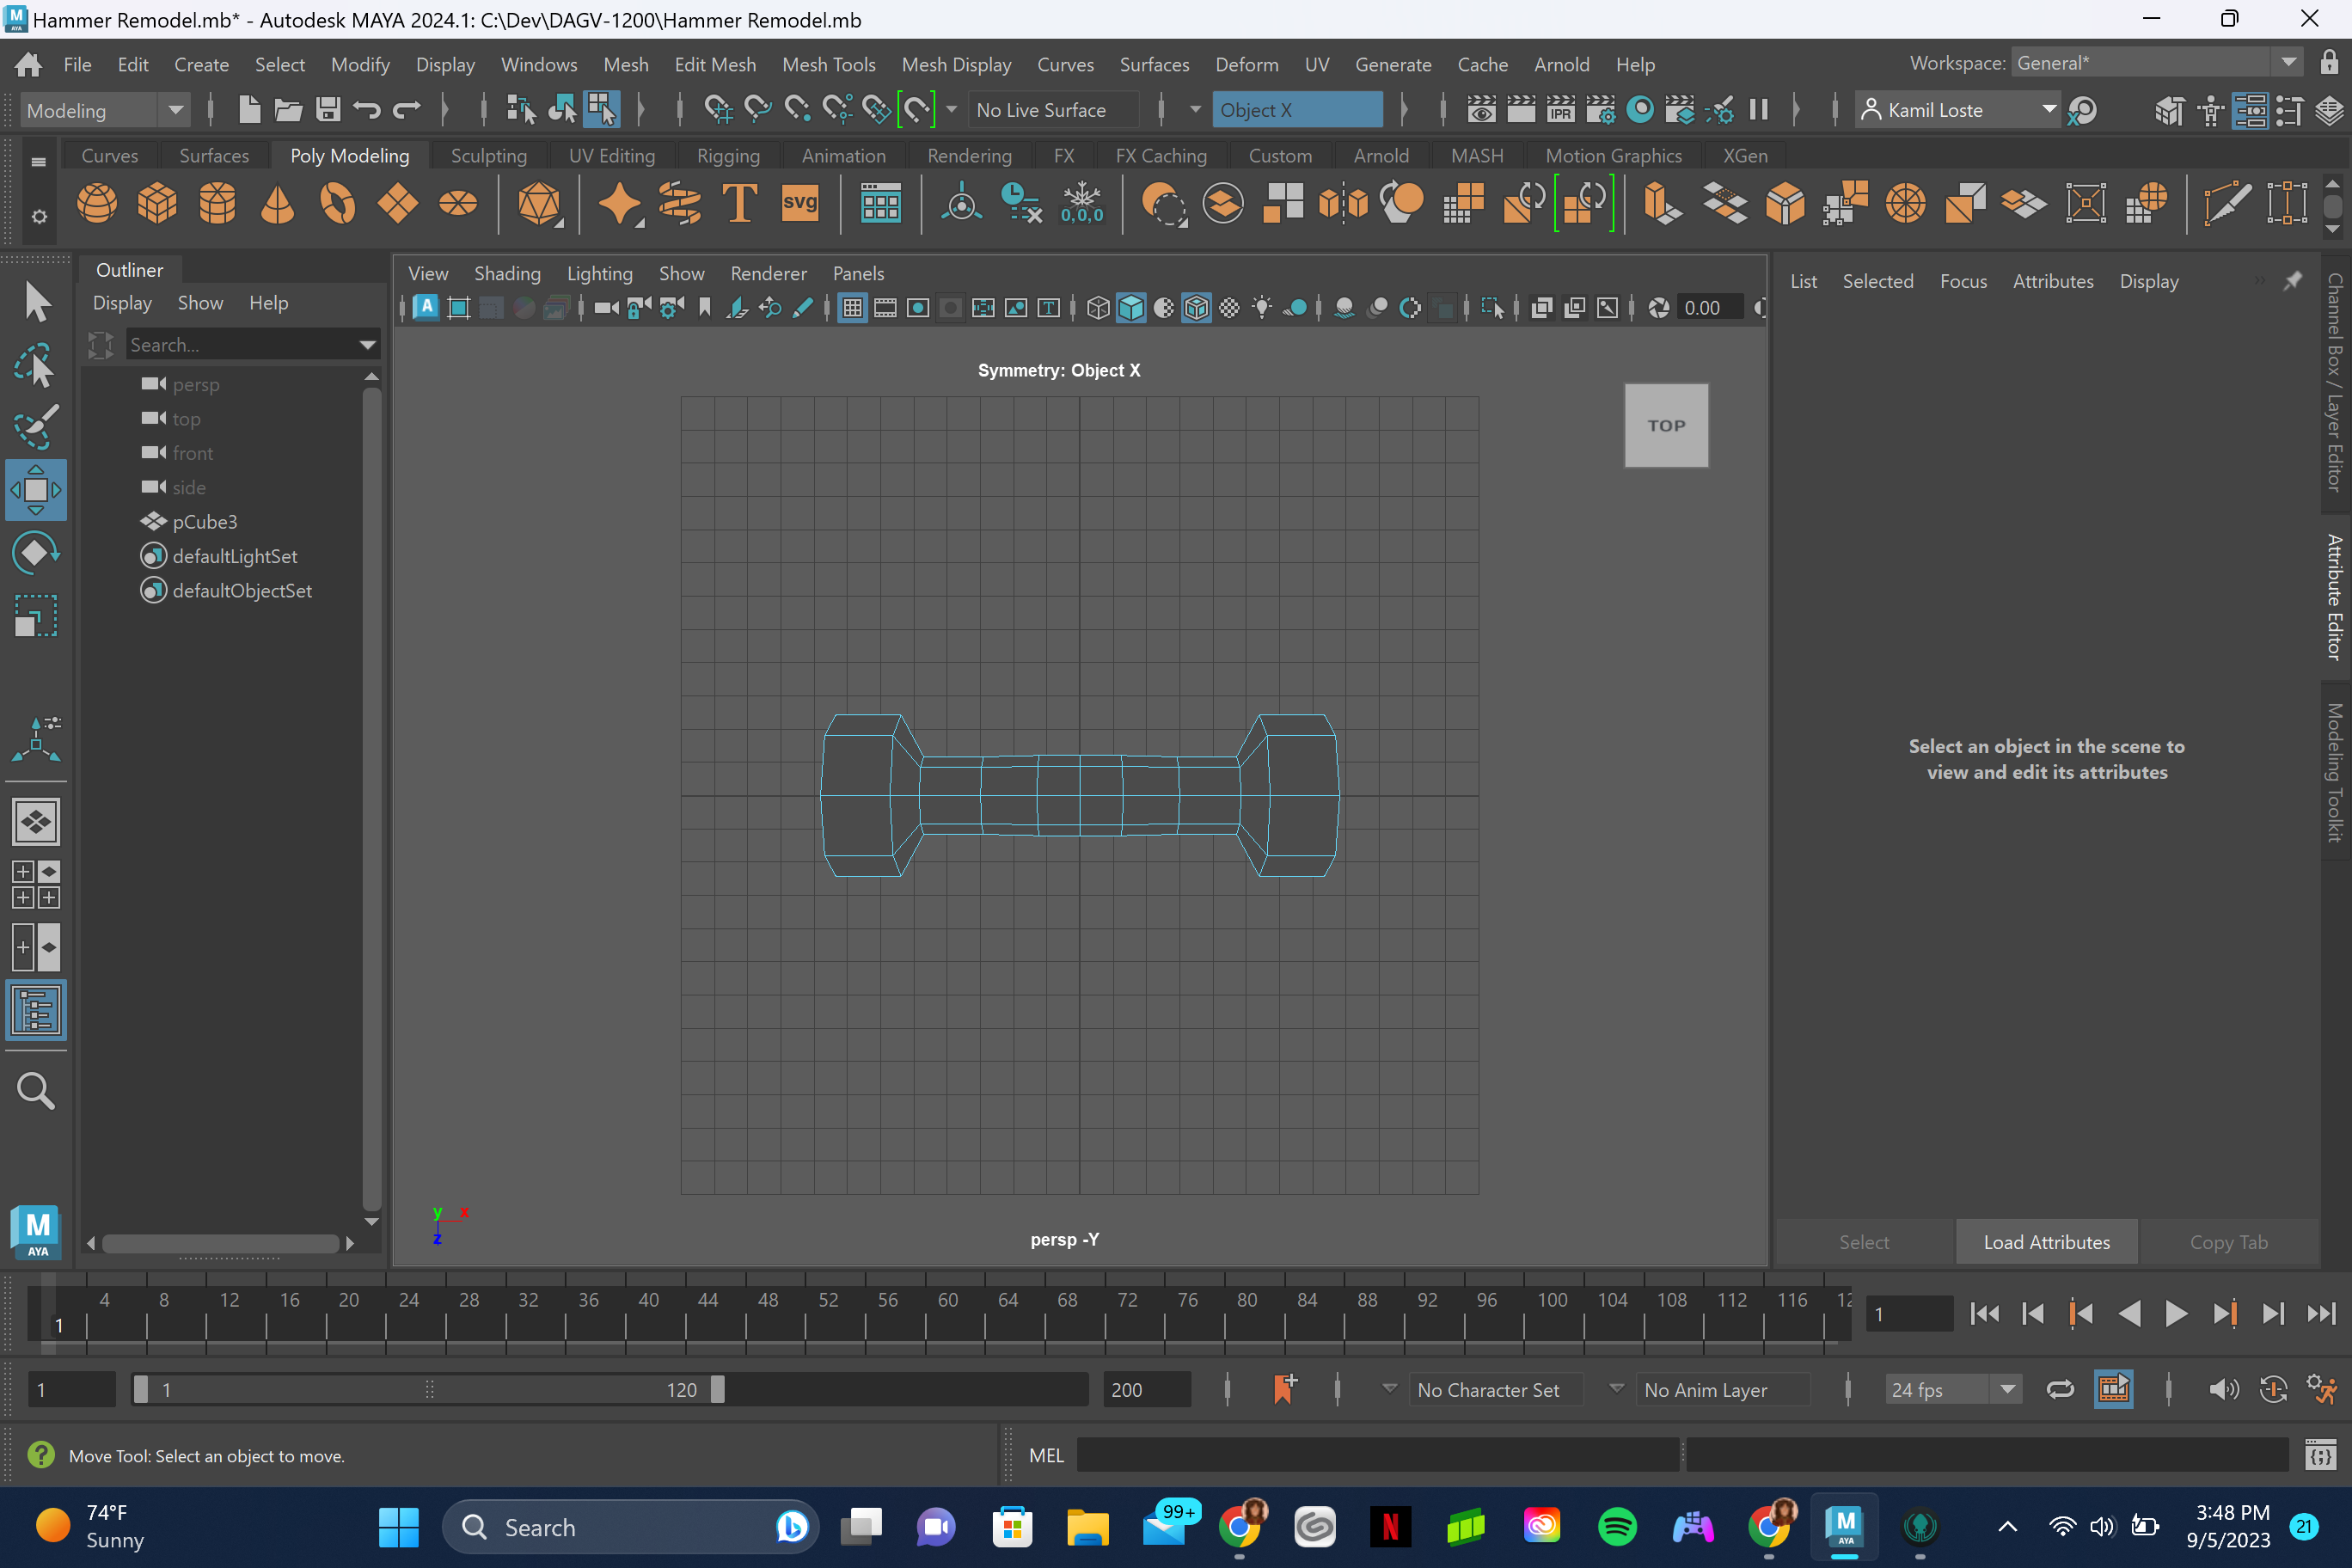 Hammer Remodel.mb* - Autodesk MAYA 2024.1: C:\Dev\DAGV-1200\Hammer Remodel.mb
File Edit Create Select Modify Display Windows Mesh Edit Mesh Mesh Tools Mesh Display Curves Surfaces Deform UV Generate Cache Arnold Help Workspace: General*
Modeling No Live Surface Object X IPR Kamil Loste
Curves Surfaces Poly Modeling Sculpting UV Editing Rigging Animation Rendering FX FX Caching Custom Arnold MASH Motion Graphics XGen
T svg 0,0,0
Outliner
Display Show Help
Search...
persp
top
front
side
pCube3
defaultLightSet
defaultObjectSet
View Shading Lighting Show Renderer Panels
0.00
Symmetry: Object X
TOP
y x
z
persp -Y
List Selected Focus Attributes Display
Select an object in the scene to
view and edit its attributes
Select Load Attributes Copy Tab
Channel Box / Layer Editor
Attribute Editor
Modeling Toolkit
M
AYA
4 8 12 16 20 24 28 32 36 40 44 48 52 56 60 64 68 72 76 80 84 88 92 96 100 104 108 112 116 12
1
1
1 1 120 200 No Character Set No Anim Layer 24 fps
Move Tool: Select an object to move. MEL
74°F
Sunny
Search
99+
N
M
AYA
3:48 PM
9/5/2023
21